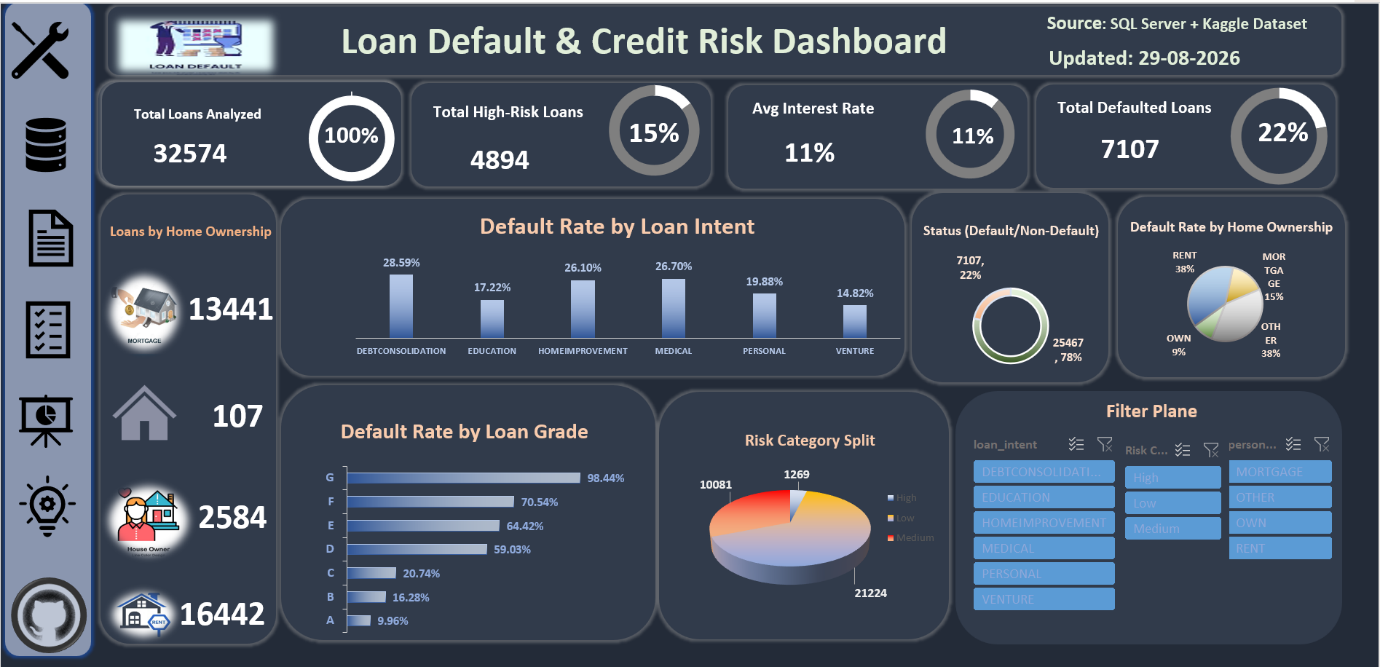 LOAN DEFAULT
Loan Default & Credit Risk Dashboard
Source: SQL Server + Kaggle Dataset
Updated: 29-08-2026
Total Loans Analyzed
32574
100%
Total High-Risk Loans
4894
15%
Avg Interest Rate
11%
11%
Total Defaulted Loans
7107
22%
Loans by Home Ownership
MORTGAGE
13441
107
House Owner
2584
RENT
16442
Default Rate by Loan Intent
28.59%
17.22%
26.10%
26.70%
19.88%
14.82%
DEBTCONSOLIDATION
EDUCATION
HOMEIMPROVEMENT
MEDICAL
PERSONAL
VENTURE
Status (Default/Non-Default)
7107,
22%
25467
, 78%
Default Rate by Home Ownership
RENT
38%
MOR
TGA
GE
15%
OTH
ER
38%
OWN
9%
Default Rate by Loan Grade
G 98.44%
F 70.54%
E 64.42%
D 59.03%
C 20.74%
B 16.28%
A 9.96%
Risk Category Split
1269
10081
21224
High
Low
Medium
Filter Plane
loan_intent
DEBTCONSOLIDATI...
EDUCATION
HOMEIMPROVEMENT
MEDICAL
PERSONAL
VENTURE
Risk C...
High
Low
Medium
person...
MORTGAGE
OTHER
OWN
RENT